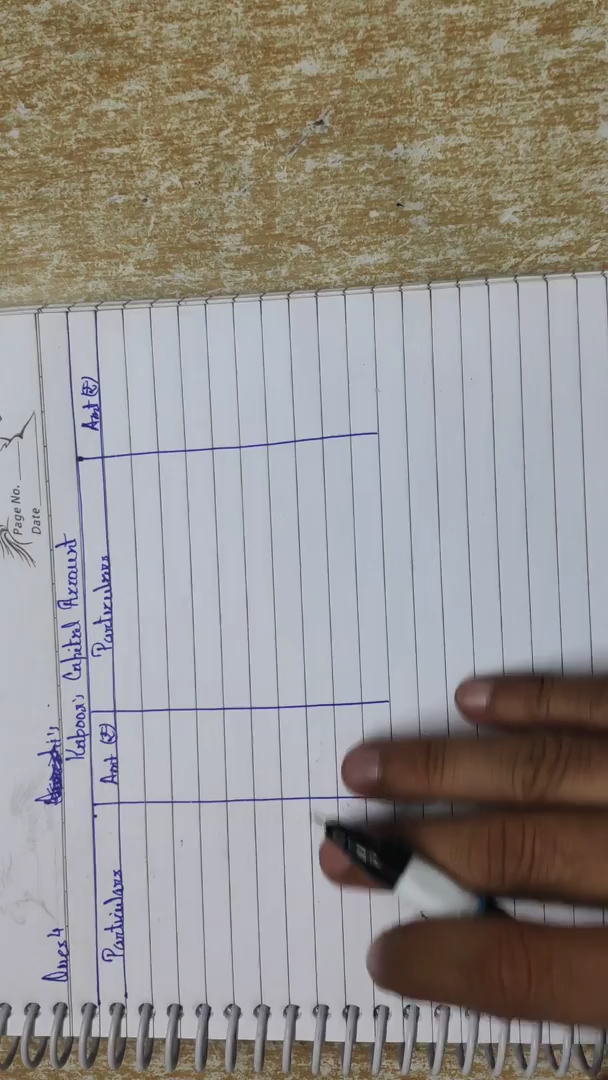 Page No.
Date
Ques 4
Kapoor's Capital Account
Particulars Amt (₹) Particulars Amt (₹)